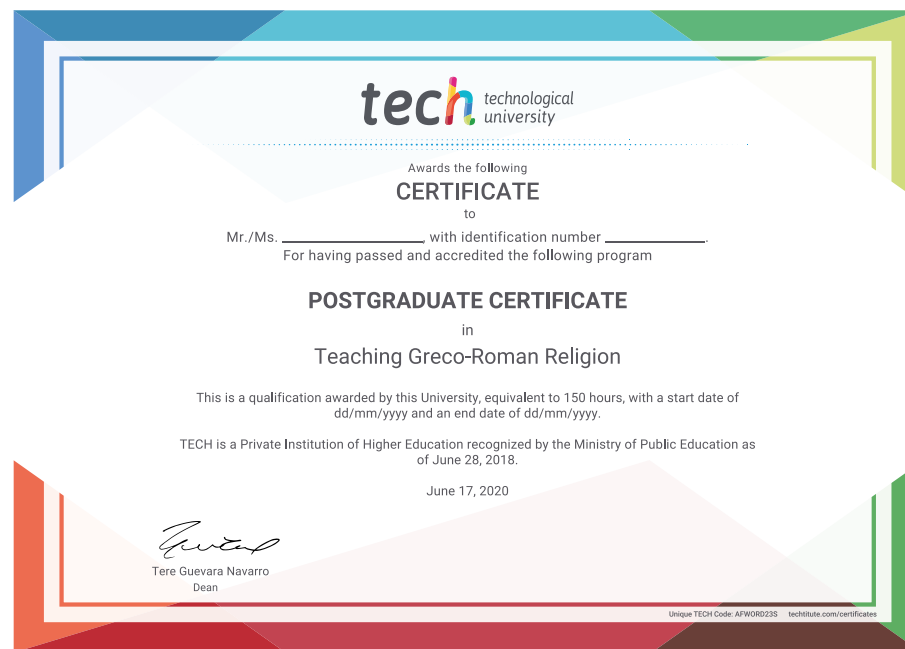 tech technological
university
Awards the following
CERTIFICATE
to
Mr./Ms. ____________________, with identification number ______________.
For having passed and accredited the following program
POSTGRADUATE CERTIFICATE
in
Teaching Greco-Roman Religion
This is a qualification awarded by this University, equivalent to 150 hours, with a start date of
dd/mm/yyyy and an end date of dd/mm/yyyy.
TECH is a Private Institution of Higher Education recognized by the Ministry of Public Education as
of June 28, 2018.
June 17, 2020
Tere Guevara Navarro
Dean
Unique TECH Code: AFWORD23S techtitute.com/certificates